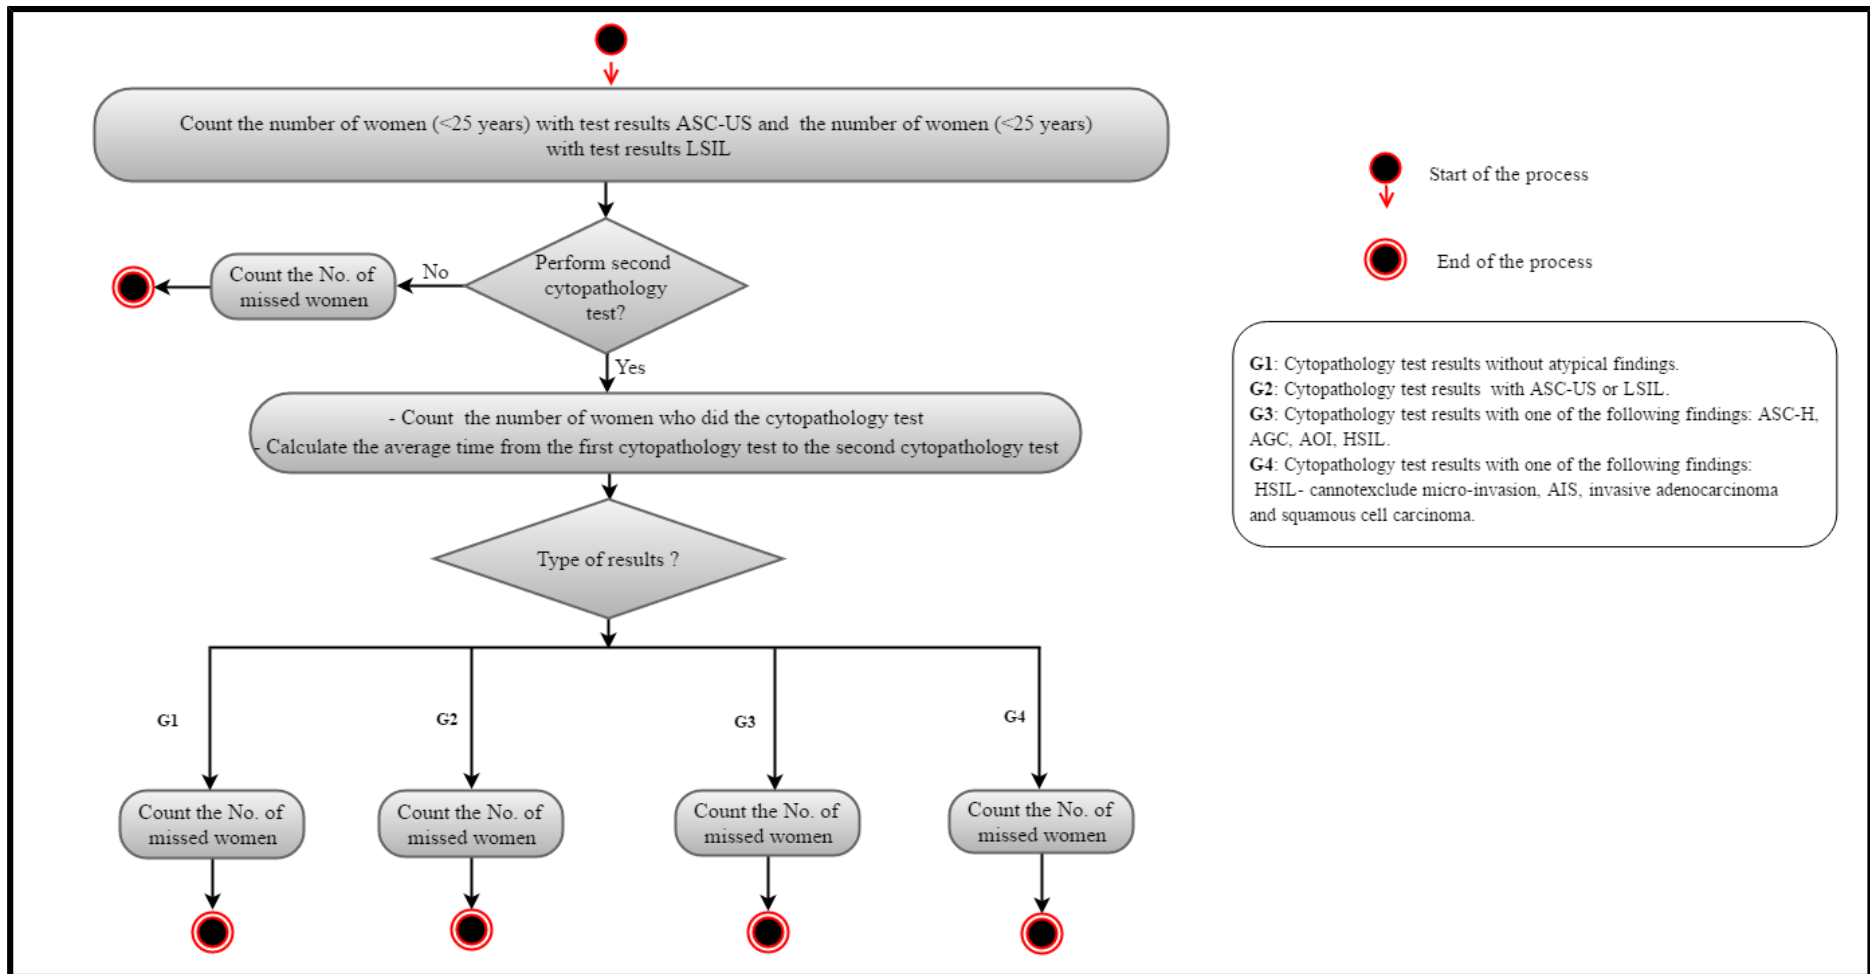 Count the number of women (<25 years) with test results ASC-US and the number of women (<25 years)
with test results LSIL
Start of the process
End of the process
Perform second
cytopathology
test?
No
Count the No. of
missed women
Yes
- Count the number of women who did the cytopathology test
- Calculate the average time from the first cytopathology test to the second cytopathology test
G1: Cytopathology test results without atypical findings.
G2: Cytopathology test results with ASC-US or LSIL.
G3: Cytopathology test results with one of the following findings: ASC-H,
AGC, AOI, HSIL.
G4: Cytopathology test results with one of the following findings:
HSIL- cannotexclude micro-invasion, AIS, invasive adenocarcinoma
and squamous cell carcinoma.
Type of results ?
G1
G2
G3
G4
Count the No. of
missed women
Count the No. of
missed women
Count the No. of
missed women
Count the No. of
missed women